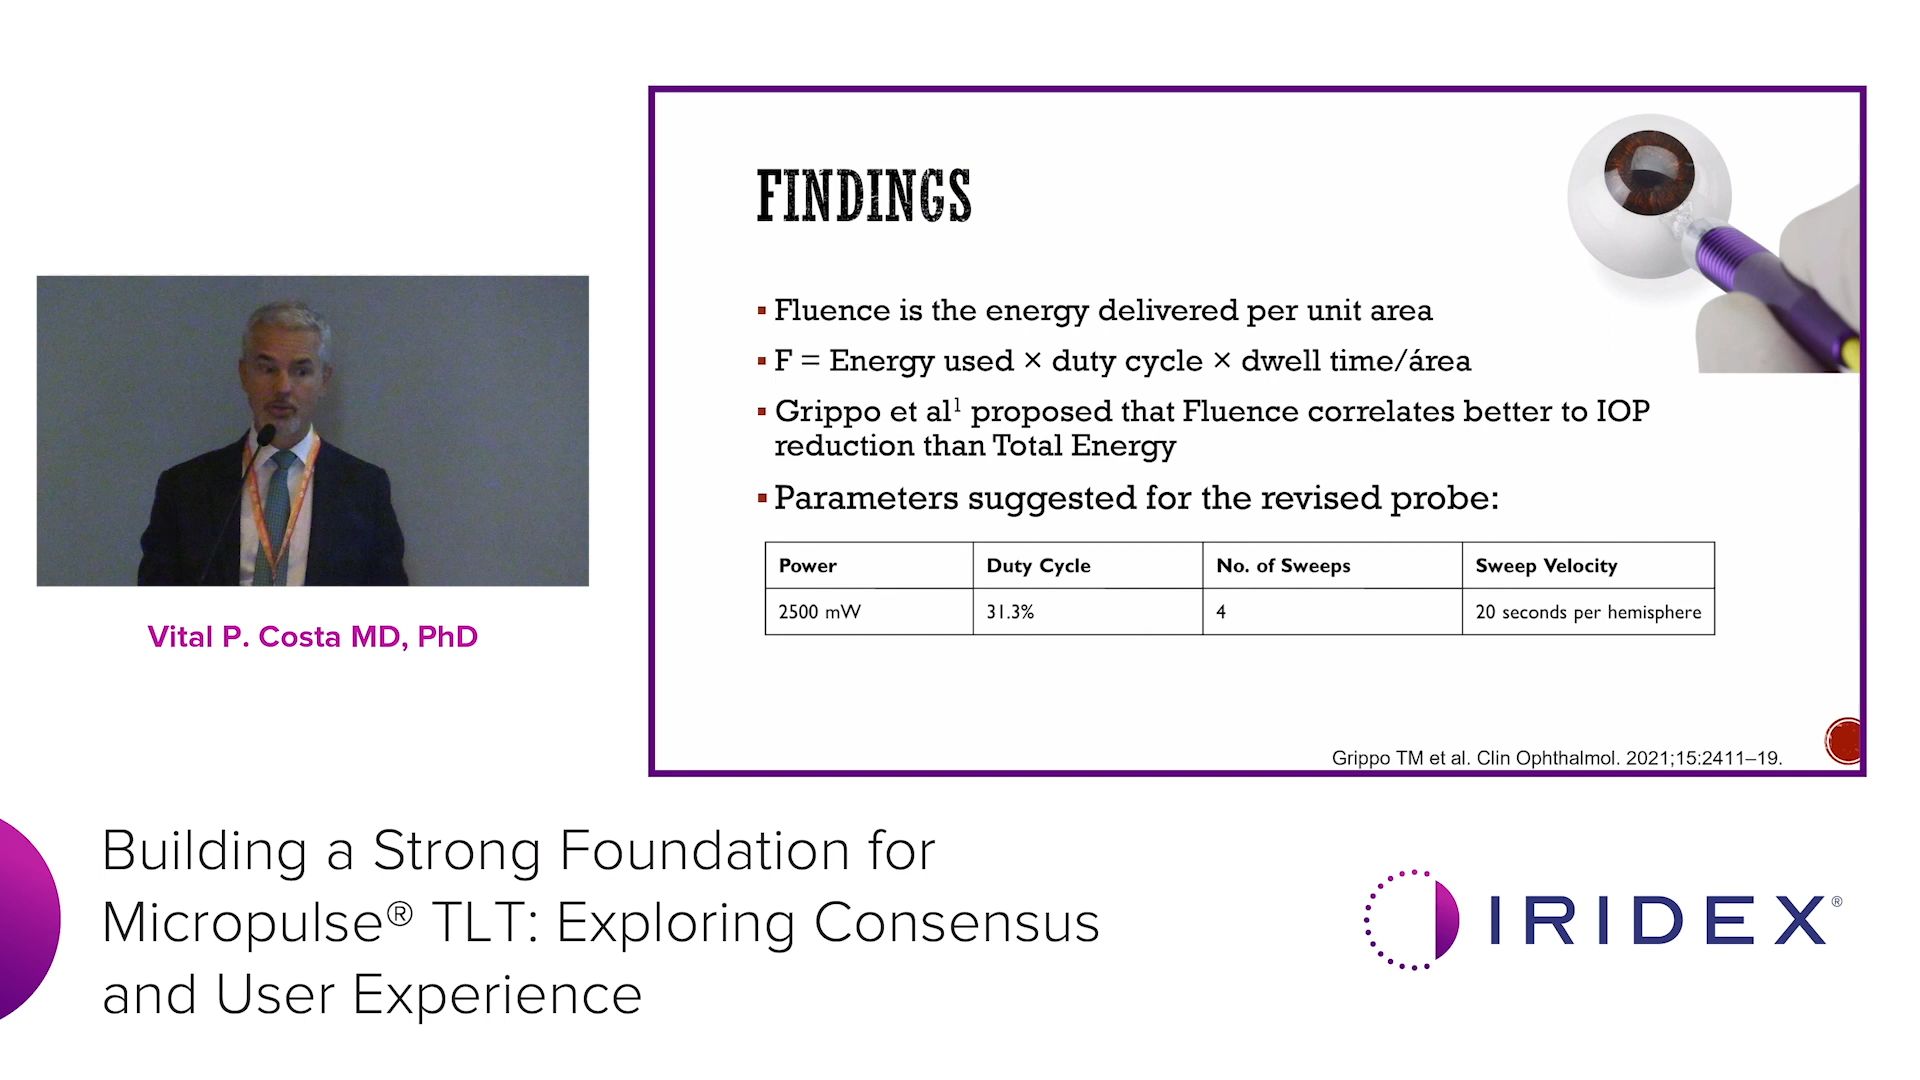 FINDINGS
▪ Fluence is the energy delivered per unit area
▪ F = Energy used × duty cycle × dwell time/área
▪ Grippo et al¹ proposed that Fluence correlates better to IOP
reduction than Total Energy
▪ Parameters suggested for the revised probe:
Power Duty Cycle No. of Sweeps Sweep Velocity
2500 mW 31.3% 4 20 seconds per hemisphere
Grippo TM et al. Clin Ophthalmol. 2021;15:2411–19.
Vital P. Costa MD, PhD
Building a Strong Foundation for
Micropulse® TLT: Exploring Consensus
and User Experience
IRIDEX®